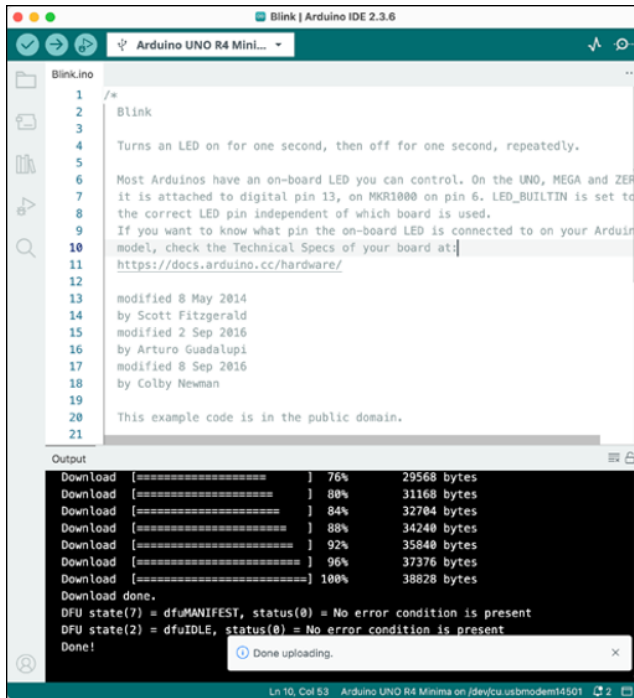 Blink | Arduino IDE 2.3.6
Arduino UNO R4 Mini...
Blink.ino
1 /*
2 Blink
3
4 Turns an LED on for one second, then off for one second, repeatedly.
5
6 Most Arduinos have an on-board LED you can control. On the UNO, MEGA and ZER
7 it is attached to digital pin 13, on MKR1000 on pin 6. LED_BUILTIN is set to
8 the correct LED pin independent of which board is used.
9 If you want to know what pin the on-board LED is connected to on your Arduin
10 model, check the Technical Specs of your board at:
11 https://docs.arduino.cc/hardware/
12
13 modified 8 May 2014
14 by Scott Fitzgerald
15 modified 2 Sep 2016
16 by Arturo Guadalupi
17 modified 8 Sep 2016
18 by Colby Newman
19
20 This example code is in the public domain.
21
Output
Download [==================== ] 76% 29568 bytes
Download [===================== ] 80% 31168 bytes
Download [====================== ] 84% 32704 bytes
Download [======================= ] 88% 34240 bytes
Download [======================== ] 92% 35840 bytes
Download [========================= ] 96% 37376 bytes
Download [==========================] 100% 38828 bytes
Download done.
DFU state(7) = dfuMANIFEST, status(0) = No error condition is present
DFU state(2) = dfuIDLE, status(0) = No error condition is present
Done!
Done uploading.
Ln 10, Col 53 Arduino UNO R4 Minima on /dev/cu.usbmodem14501 2